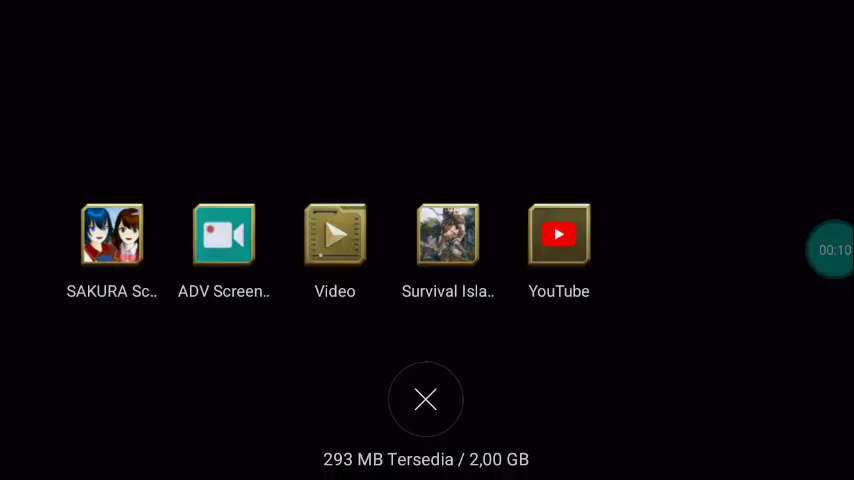 SAKURA Sc..
ADV Screen..
Video
Survival Isla..
YouTube
00:10
293 MB Tersedia / 2,00 GB